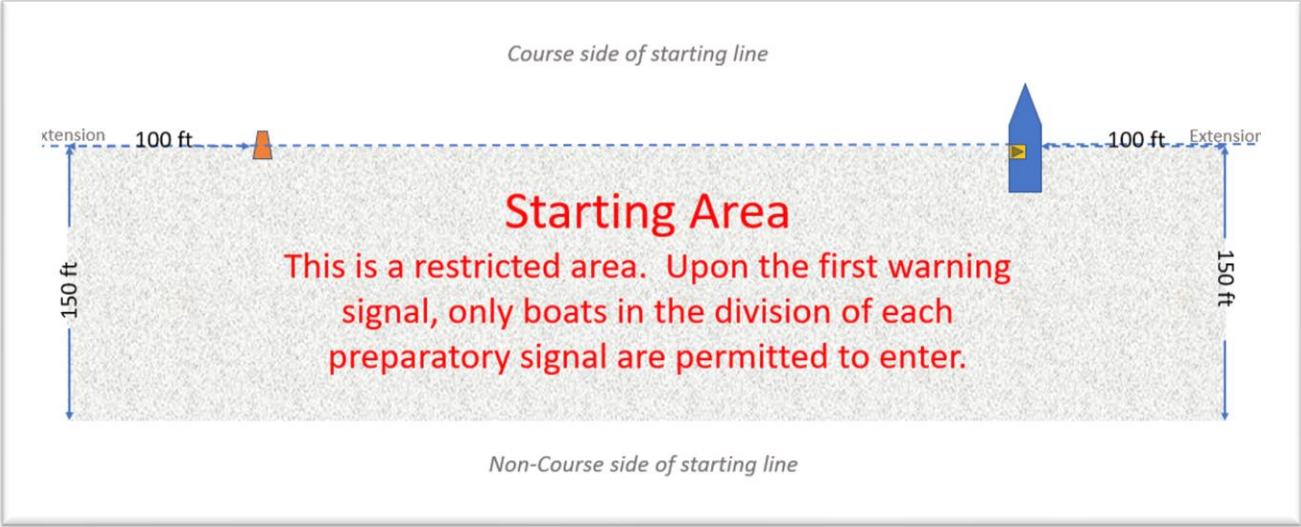 Course side of starting line
xtension 100 ft 100 ft Extensior
Starting Area
This is a restricted area. Upon the first warning
signal, only boats in the division of each
preparatory signal are permitted to enter.
150 ft
150 ft
Non-Course side of starting line